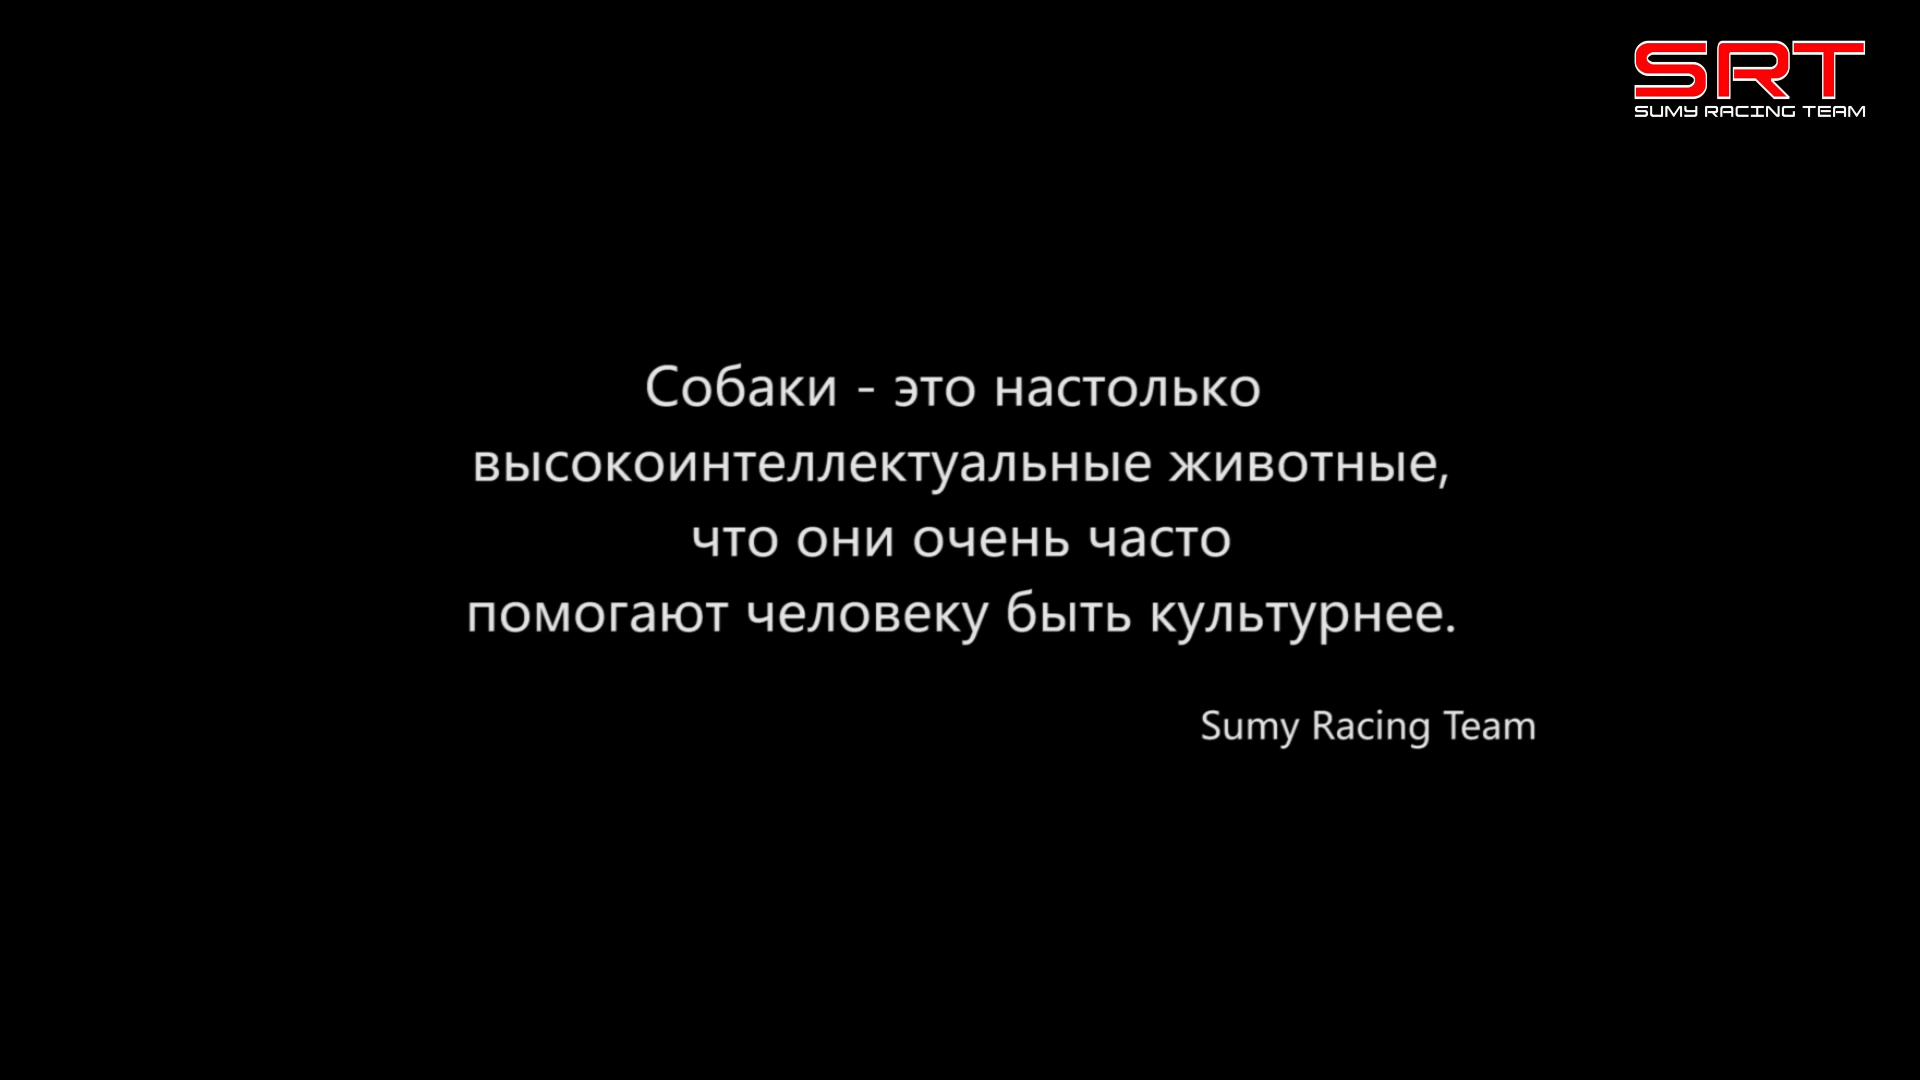 SRT
SUMY RACING TEAM
Собаки - это настолько
высокоинтеллектуальные животные,
что они очень часто
помогают человеку быть культурнее.
Sumy Racing Team